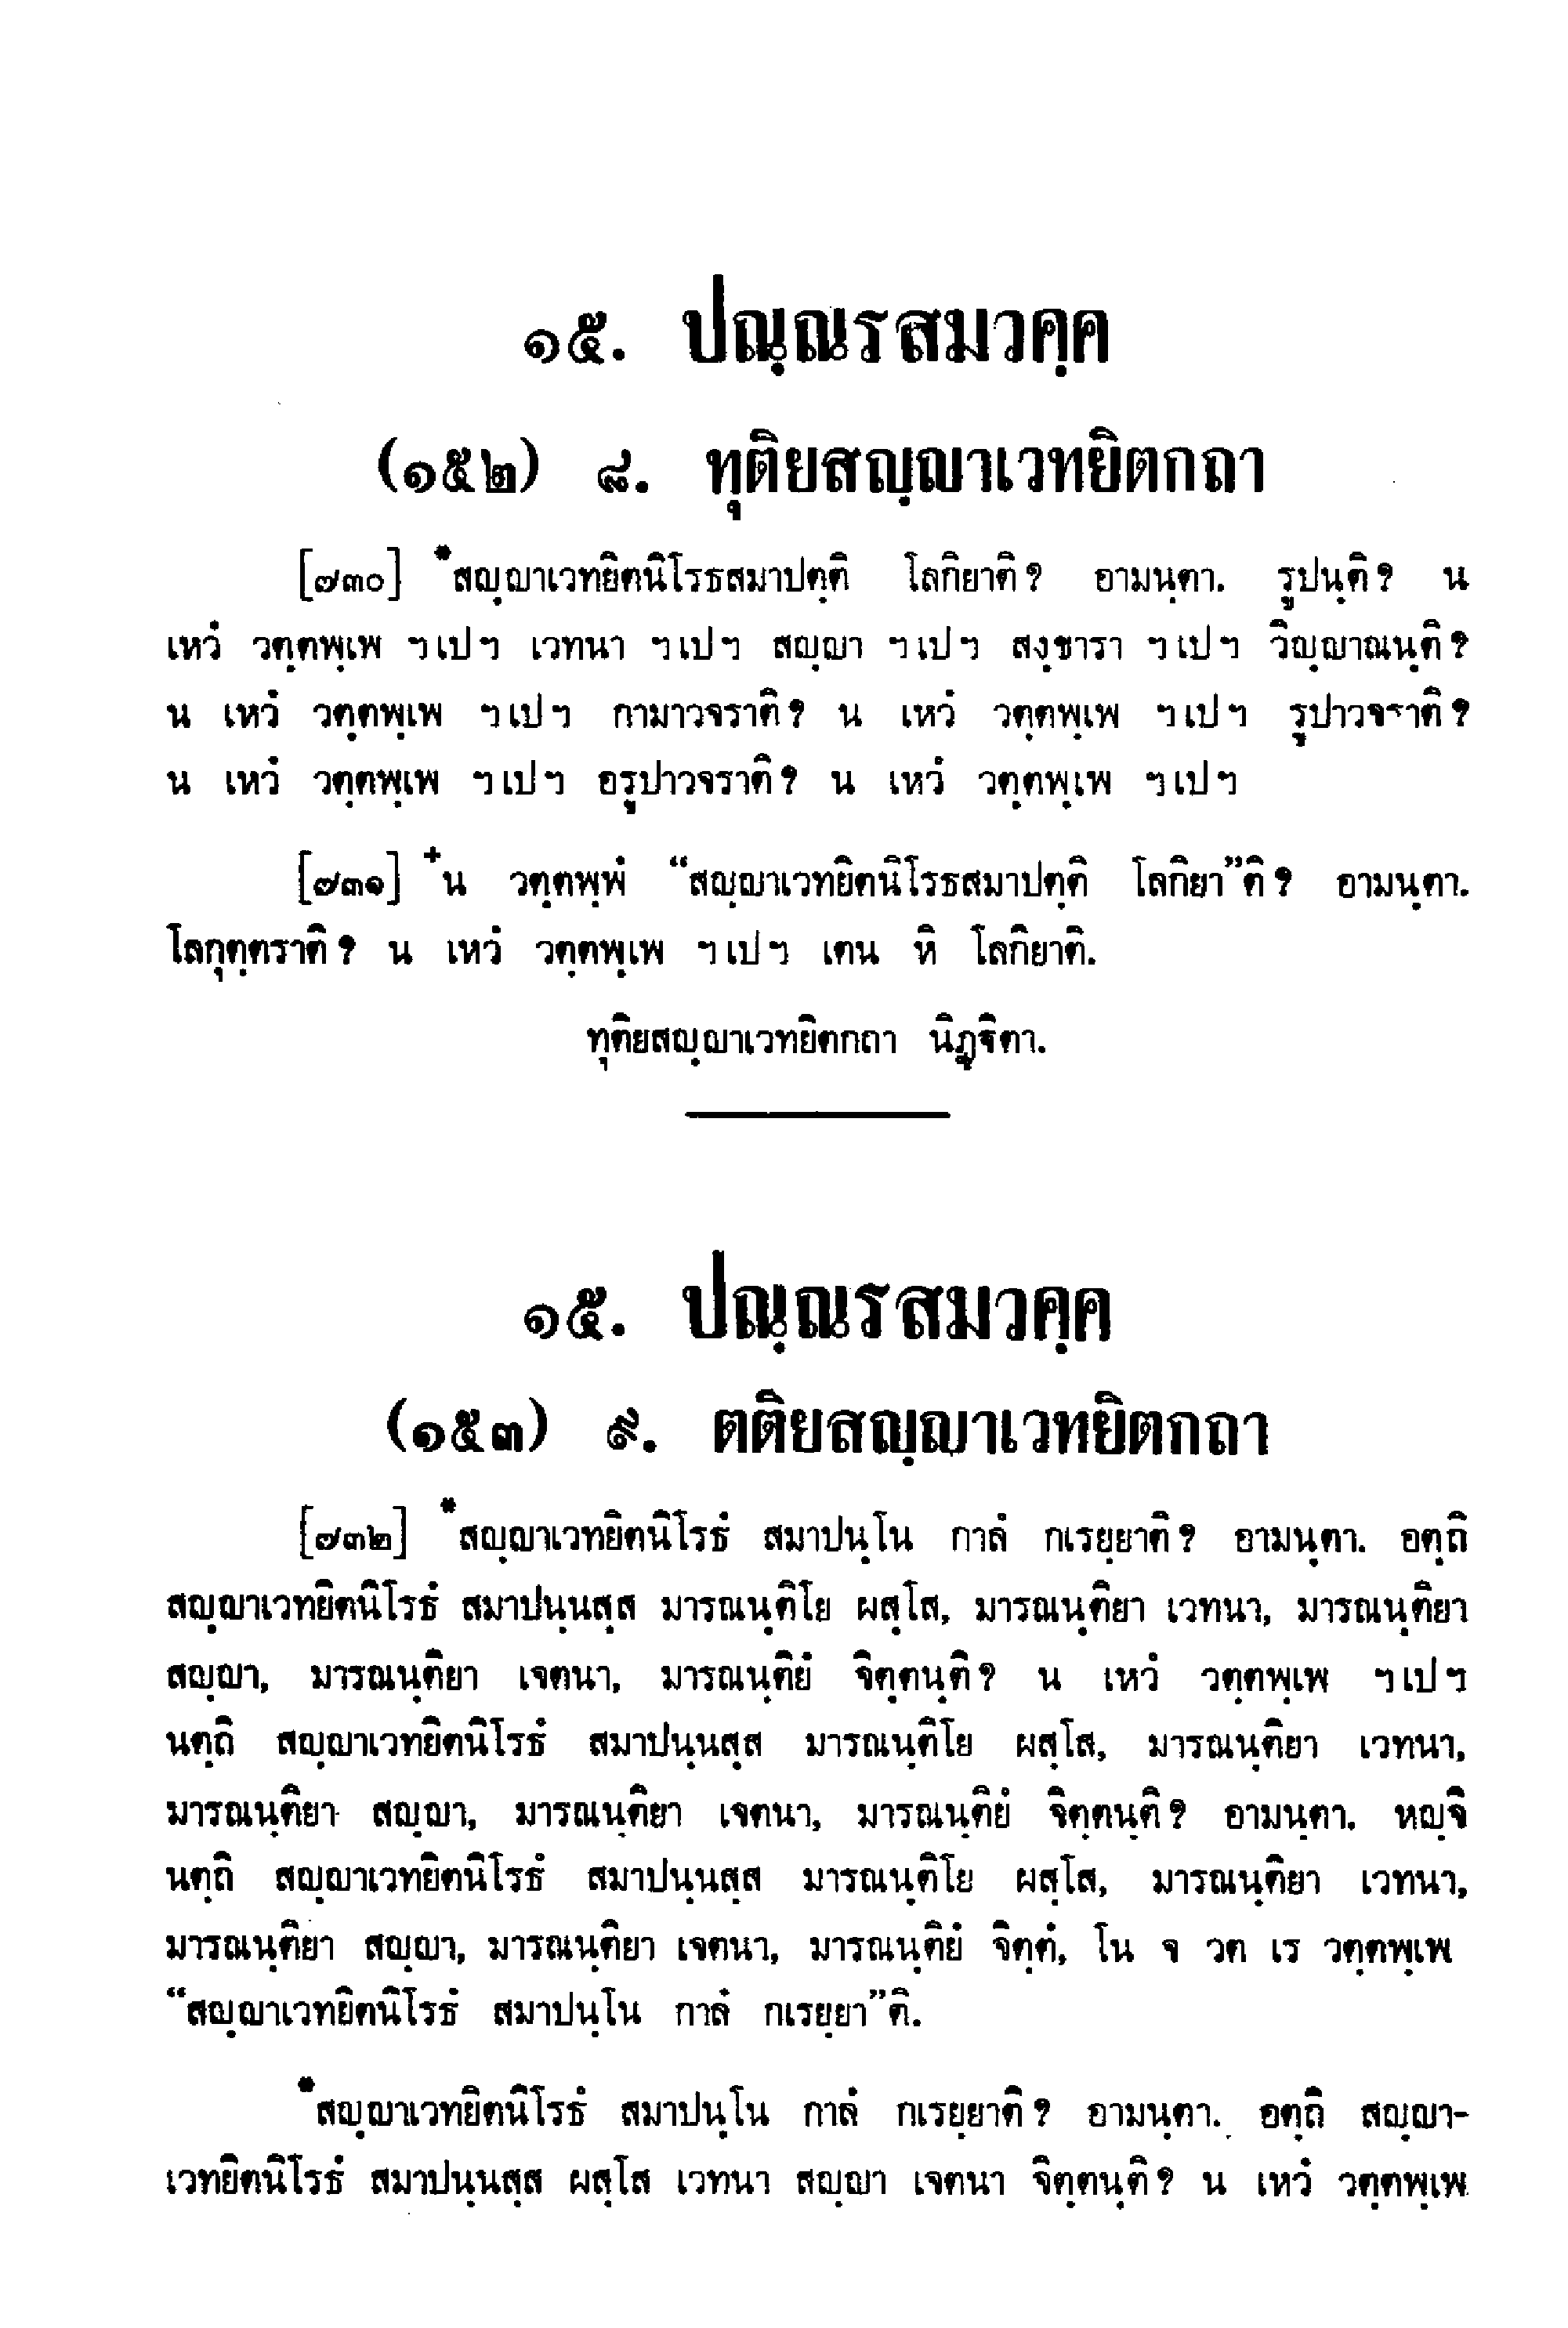 ๑๕. ปณฺณรสมวคฺค
(๑๕๒) ๘. ทุติยสญฺญาเวทยิตกถา
[๗๓๐] *สญฺญาเวทยิตนิโรธสมาปตฺติ โลกิยาติ? อามนฺตา. รูปนฺติ? น
เหวํ วตฺตพฺเพ ฯเปฯ เวทนา ฯเปฯ สญฺญา ฯเปฯ สงฺขารา ฯเปฯ วิญฺญาณนฺติ?
น เหวํ วตฺตพฺเพ ฯเปฯ กามาวจราติ? น เหวํ วตฺตพฺเพ ฯเปฯ รูปาวจราติ?
น เหวํ วตฺตพฺเพ ฯเปฯ อรูปาวจราติ? น เหวํ วตฺตพฺเพ ฯเปฯ
[๗๓๑] +น วตฺตพฺพํ “สญฺญาเวทยิตนิโรธสมาปตฺติ โลกิยา”ติ? อามนฺตา.
โลกุตฺตราติ? น เหวํ วตฺตพฺเพ ฯเปฯ เตน หิ โลกิยาติ.
ทุติยสญฺญาเวทยิตกถา นิฏฺฐิตา.
๑๕. ปณฺณรสมวคฺค
(๑๕๓) ๙. ตติยสญฺญาเวทยิตกถา
[๗๓๒] *สญฺญาเวทยิตนิโรธํ สมาปนฺโน กาลํ กเรยฺยาติ? อามนฺตา. อตฺถิ
สญฺญาเวทยิตนิโรธํ สมาปนฺนสฺส มารณนฺติโย ผสฺโส, มารณนฺติยา เวทนา, มารณนฺติยา
สญฺญา, มารณนฺติยา เจตนา, มารณนฺติยํ จิตฺตนฺติ? น เหวํ วตฺตพฺเพ ฯเปฯ
นตฺถิ สญฺญาเวทยิตนิโรธํ สมาปนฺนสฺส มารณนฺติโย ผสฺโส, มารณนฺติยา เวทนา,
มารณนฺติยา สญฺญา, มารณนฺติยา เจตนา, มารณนฺติยํ จิตฺตนฺติ? อามนฺตา. หญฺจิ
นตฺถิ สญฺญาเวทยิตนิโรธํ สมาปนฺนสฺส มารณนฺติโย ผสฺโส, มารณนฺติยา เวทนา,
มารณนฺติยา สญฺญา, มารณนฺติยา เจตนา, มารณนฺติยํ จิตฺตํ, โน จ วต เร วตฺตพฺเพ
“สญฺญาเวทยิตนิโรธํ สมาปนฺโน กาลํ กเรยฺยา”ติ.
*สญฺญาเวทยิตนิโรธํ สมาปนฺโน กาลํ กเรยฺยาติ? อามนฺตา. อตฺถิ สญฺญา-
เวทยิตนิโรธํ สมาปนฺนสฺส ผสฺโส เวทนา สญฺญา เจตนา จิตฺตนฺติ? น เหวํ วตฺตพฺเพ